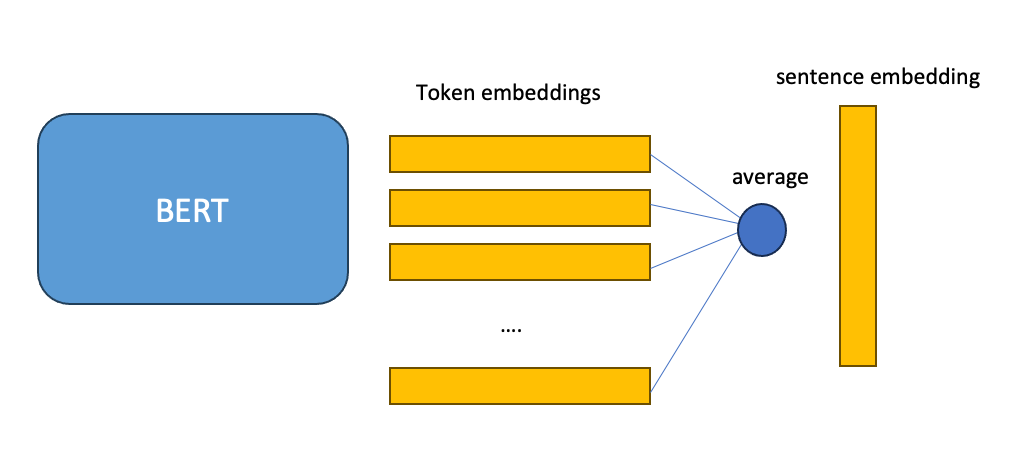 sentence embedding
Token embeddings
average
BERT
....